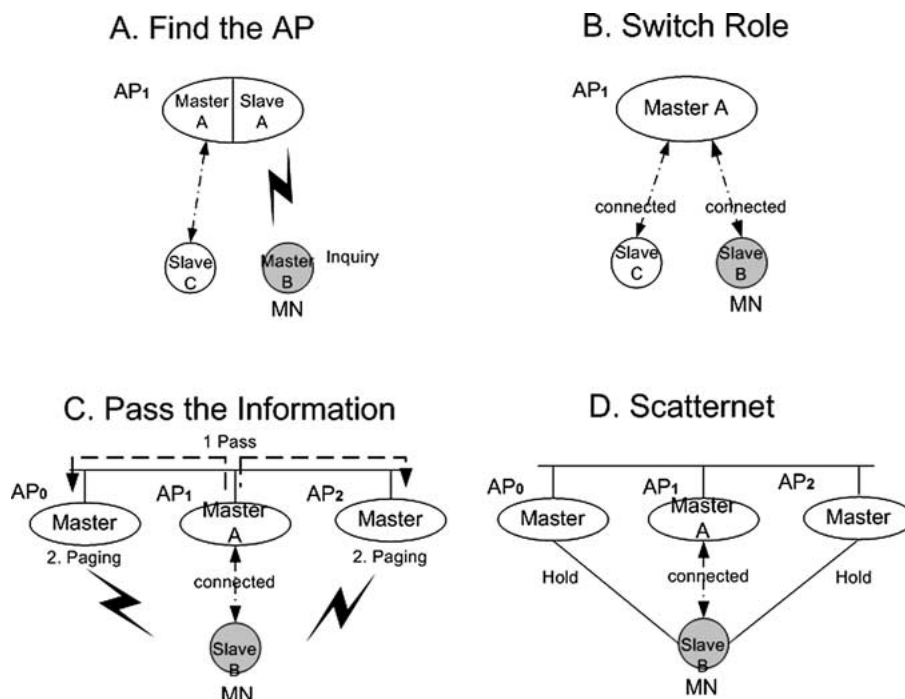 A. Find the AP
AP1
Master A
Slave A
Slave C
Master B
Inquiry
MN
B. Switch Role
AP1
Master A
connected
connected
Slave C
Slave B
MN
C. Pass the Information
1 Pass
AP0
AP1
AP2
Master
Master A
Master
2. Paging
2. Paging
connected
Slave B
MN
D. Scatternet
AP0
AP1
AP2
Master
Master A
Master
Hold
connected
Hold
Slave B
MN